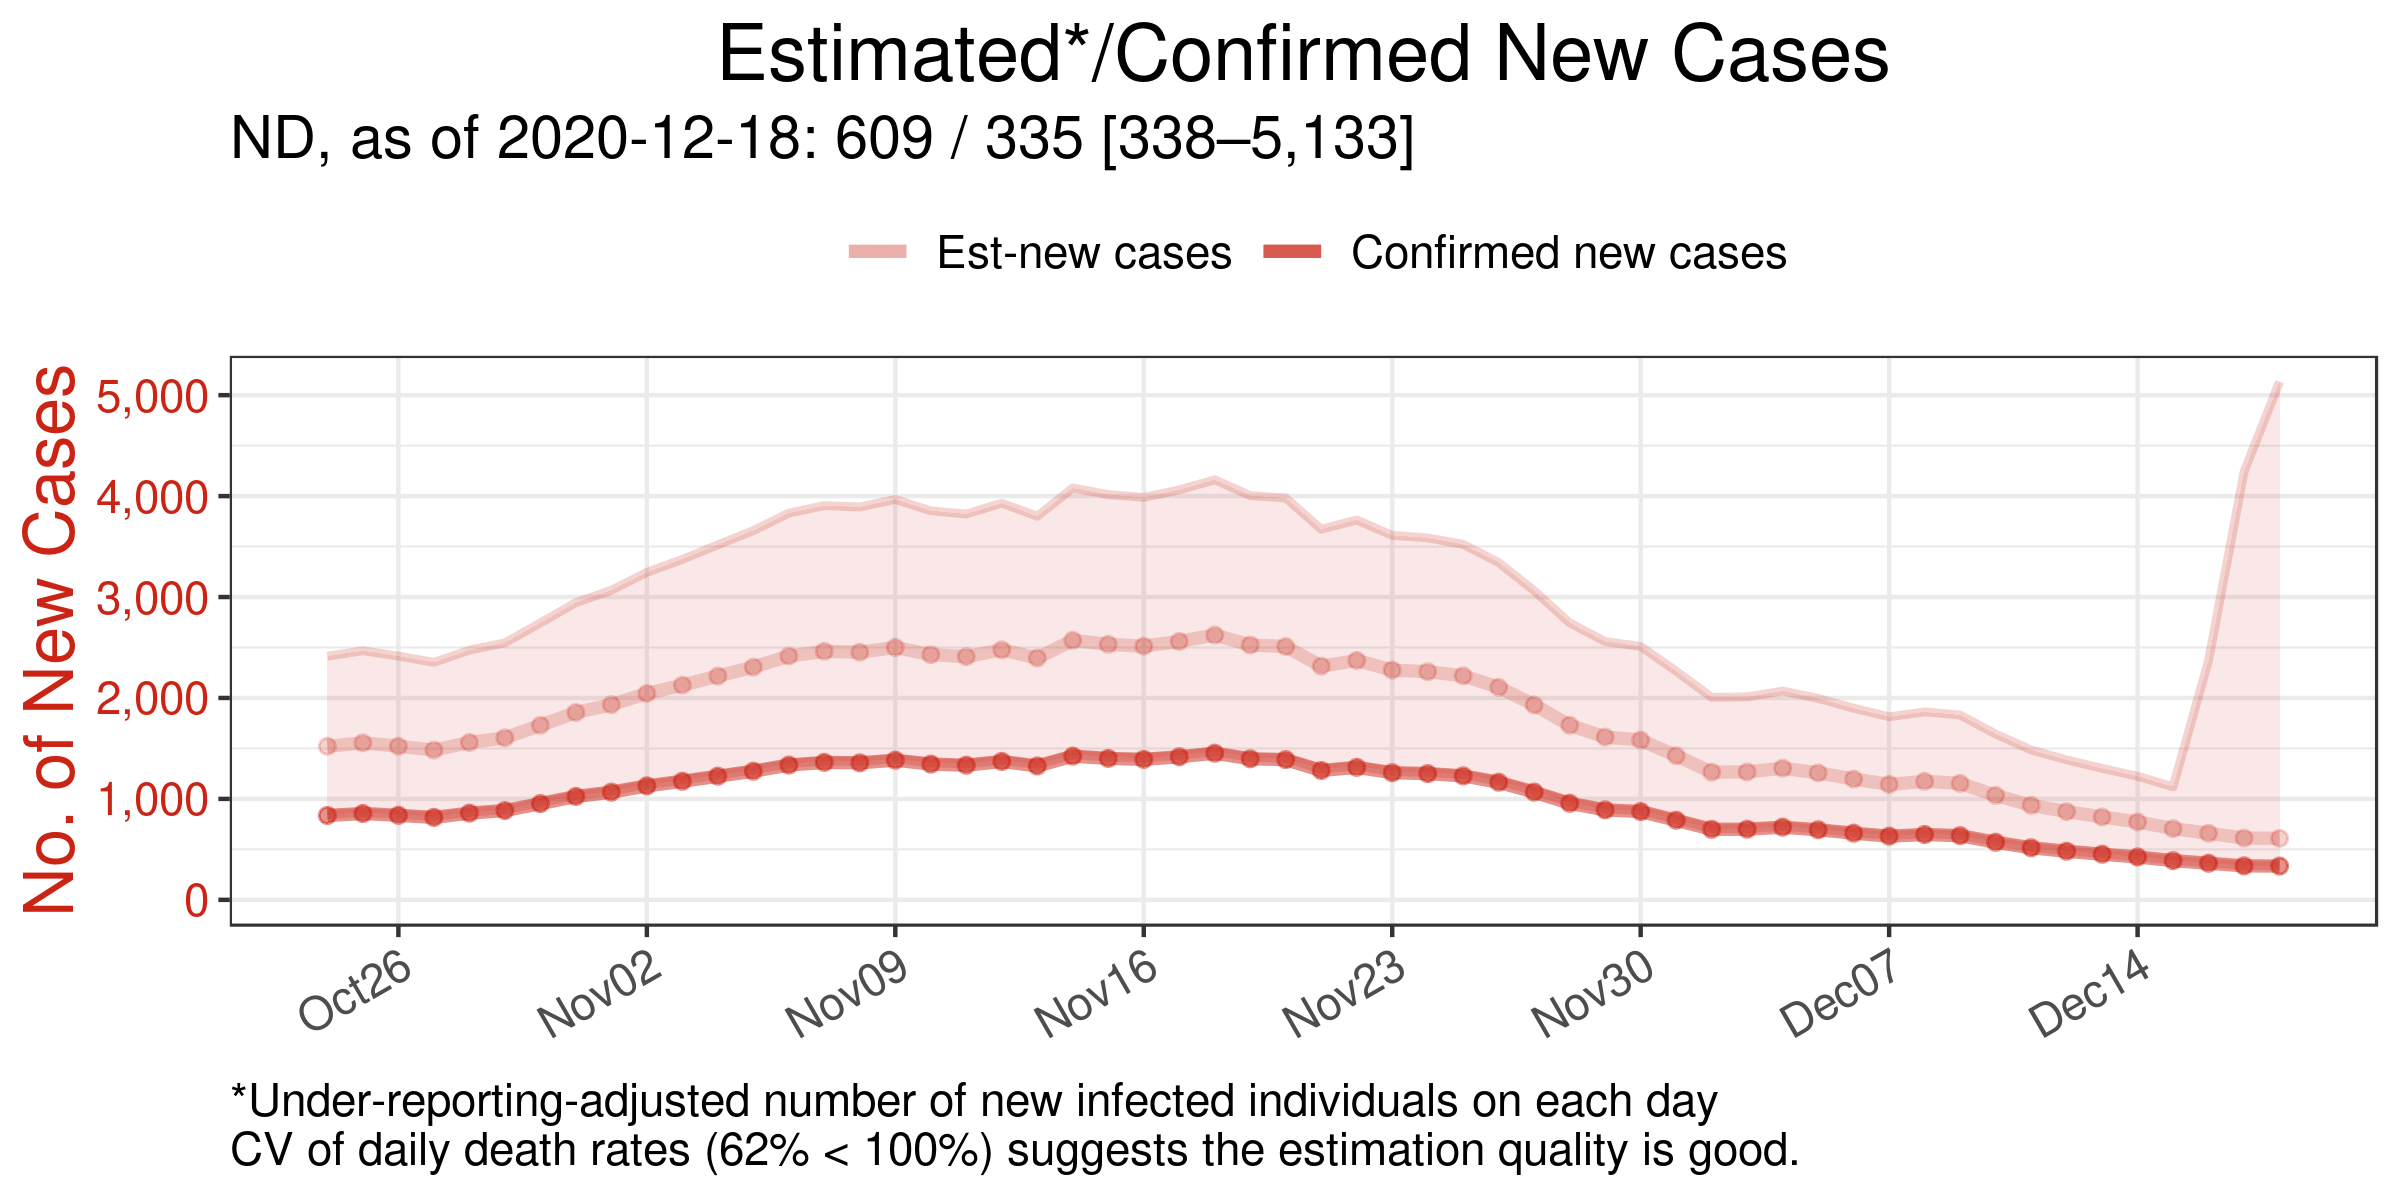 Estimated*/Confirmed New Cases
ND, as of 2020-12-18: 609 / 335 [338–5,133]
Est-new cases
Confirmed new cases
No. of New Cases
5,000
4,000
3,000
2,000
1,000
0
Oct26
Nov02
Nov09
Nov16
Nov23
Nov30
Dec07
Dec14
*Under-reporting-adjusted number of new infected individuals on each day
CV of daily death rates (62% < 100%) suggests the estimation quality is good.